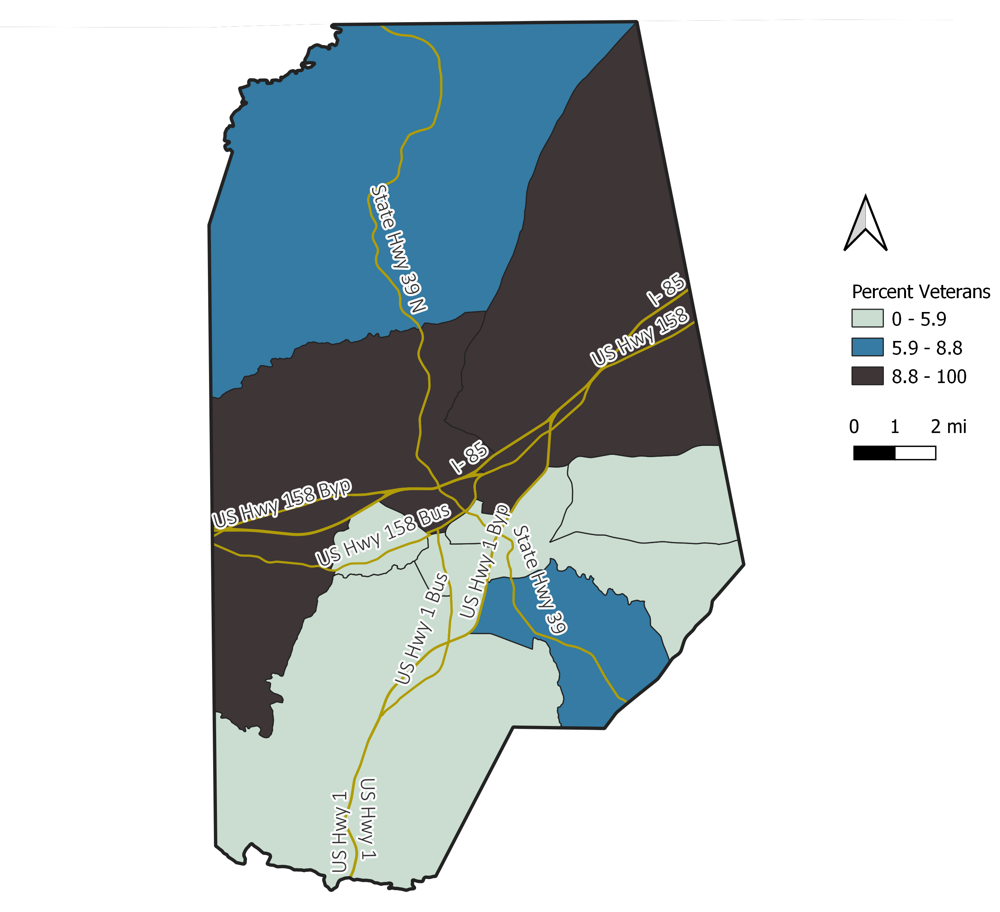 State Hwy 39 N
I- 85
US Hwy 158
I- 85
US Hwy 158 Byp
US Hwy 158 Bus
US Hwy 1 Byp
State Hwy 39
US Hwy 1 Bus
US Hwy 1
US Hwy 1
Percent Veterans
0 - 5.9
5.9 - 8.8
8.8 - 100
0 1 2 mi